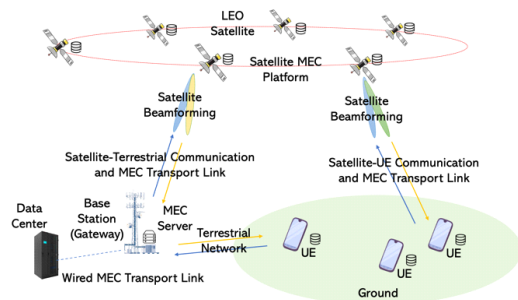 LEO
Satellite
Satellite MEC
Platform
Satellite
Beamforming
Satellite
Beamforming
Satellite-Terrestrial Communication
and MEC Transport Link
Satellite-UE Communication
and MEC Transport Link
Data
Center
Base
Station
(Gateway)
MEC
Server
Terrestrial
Network
UE
UE
UE
Wired MEC Transport Link
Ground